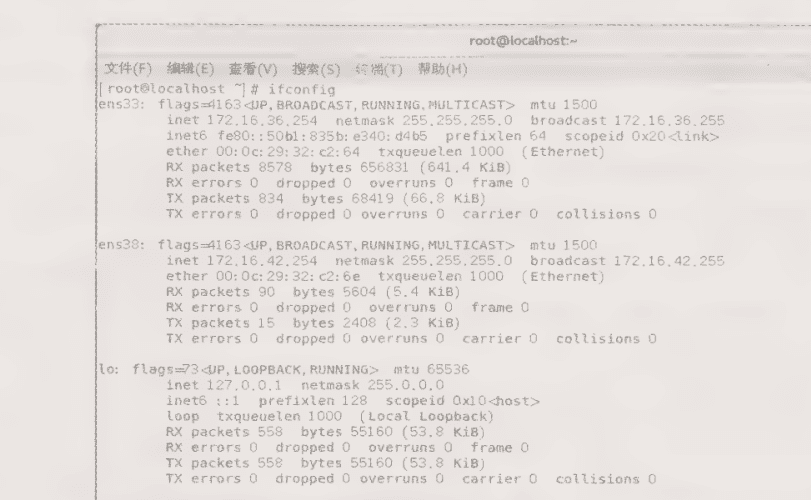 root@localhost:~
文件(F) 编辑(E) 查看(V) 搜索(S) 终端(T) 帮助(H)
[root@localhost ~]# ifconfig
ens33: flags=4163<UP,BROADCAST,RUNNING,MULTICAST> mtu 1500
inet 172.16.36.254 netmask 255.255.255.0 broadcast 172.16.36.255
inet6 fe80::50b1:835b:e340:d4b5 prefixlen 64 scopeid 0x20<link>
ether 00:0c:29:32:c2:64 txqueuelen 1000 (Ethernet)
RX packets 8578 bytes 656831 (641.4 KiB)
RX errors 0 dropped 0 overruns 0 frame 0
TX packets 834 bytes 68419 (66.8 KiB)
TX errors 0 dropped 0 overruns 0 carrier 0 collisions 0
ens38: flags=4163<UP,BROADCAST,RUNNING,MULTICAST> mtu 1500
inet 172.16.42.254 netmask 255.255.255.0 broadcast 172.16.42.255
ether 00:0c:29:32:c2:6e txqueuelen 1000 (Ethernet)
RX packets 90 bytes 5604 (5.4 KiB)
RX errors 0 dropped 0 overruns 0 frame 0
TX packets 15 bytes 2408 (2.3 KiB)
TX errors 0 dropped 0 overruns 0 carrier 0 collisions 0
lo: flags=73<UP,LOOPBACK,RUNNING> mtu 65536
inet 127.0.0.1 netmask 255.0.0.0
inet6 ::1 prefixlen 128 scopeid 0x10<host>
loop txqueuelen 1000 (Local Loopback)
RX packets 558 bytes 55160 (53.8 KiB)
RX errors 0 dropped 0 overruns 0 frame 0
TX packets 558 bytes 55160 (53.8 KiB)
TX errors 0 dropped 0 overruns 0 carrier 0 collisions 0